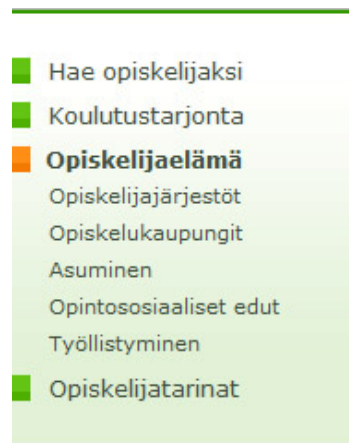 Hae opiskelijaksi
Koulutustarjonta
Opiskelijaelämä
Opiskelijajärjestöt
Opiskelukaupungit
Asuminen
Opintososiaaliset edut
Työllistyminen
Opiskelijatarinat